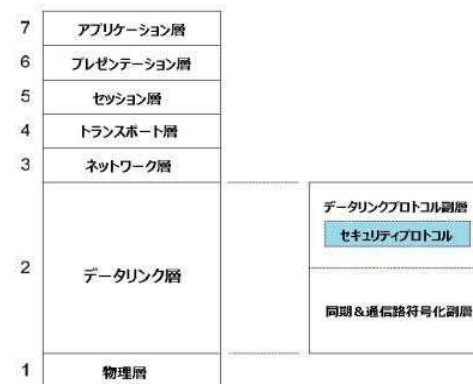 7 アプリケーション層
6 プレゼンテーション層
5 セッション層
4 トランスポート層
3 ネットワーク層
2 データリンク層
データリンクプロトコル副層
セキュリティプロトコル
同期&通信路符号化副層
1 物理層